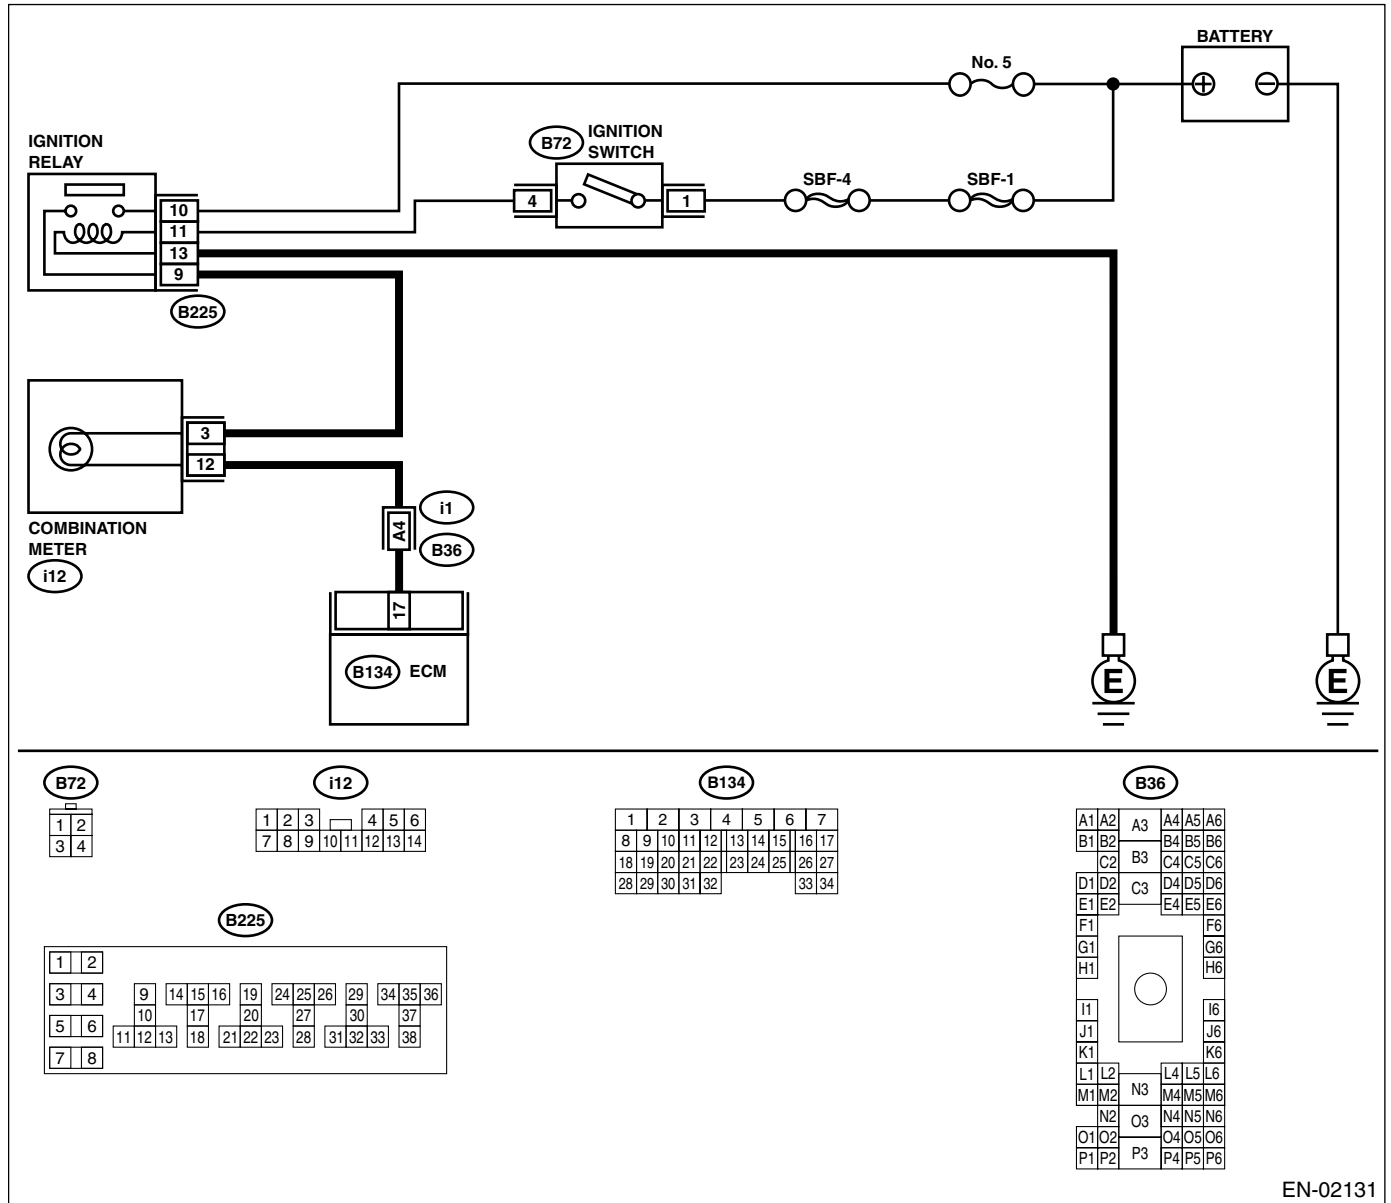 BATTERY
No. 5
IGNITION
RELAY
B72
IGNITION
SWITCH
4
1
SBF-4
SBF-1
10
11
13
9
B225
3
12
COMBINATION
METER
i12
i1
A4
B36
17
B134 ECM
E
E
B72
1 2
3 4
i12
1 2 3 4 5 6
7 8 9 10 11 12 13 14
B134
1 2 3 4 5 6 7
8 9 10 11 12 13 14 15 16 17
18 19 20 21 22 23 24 25 26 27
28 29 30 31 32 33 34
B225
1 2
3 4 9 14 15 16 19 24 25 26 29 34 35 36
10 17 20 27 30 37
5 6 11 12 13 18 21 22 23 28 31 32 33 38
7 8
B36
A1 A2 A3 A4 A5 A6
B1 B2 B3 B4 B5 B6
C2 C3 C4 C5 C6
D1 D2 D4 D5 D6
E1 E2 E4 E5 E6
F1 F6
G1 G6
H1 H6
I1 I6
J1 J6
K1 K6
L1 L2 L4 L5 L6
M1 M2 N3 M4 M5 M6
N2 O3 N4 N5 N6
O1 O2 O4 O5 O6
P1 P2 P3 P4 P5 P6
EN-02131